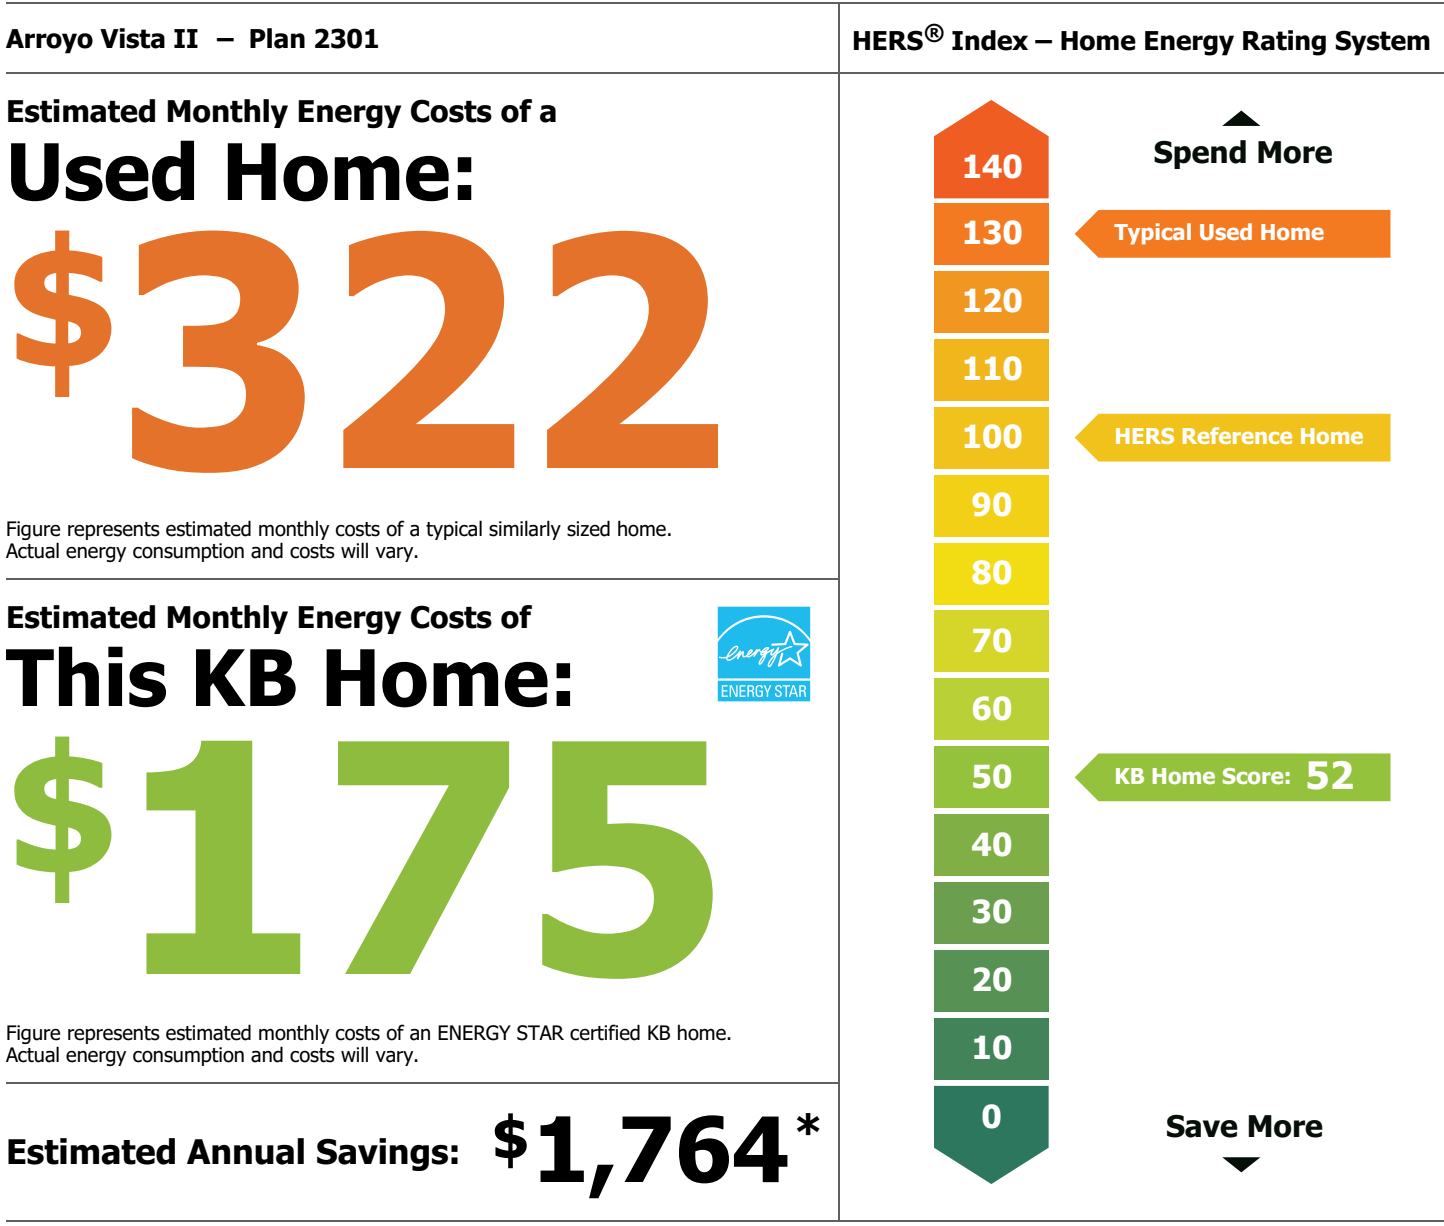 Arroyo Vista II – Plan 2301
Estimated Monthly Energy Costs of a
Used Home:
$322
Figure represents estimated monthly costs of a typical similarly sized home.
Actual energy consumption and costs will vary.
Estimated Monthly Energy Costs of
This KB Home:
energy
ENERGY STAR
$175
Figure represents estimated monthly costs of an ENERGY STAR certified KB home.
Actual energy consumption and costs will vary.
Estimated Annual Savings: $1,764*
HERS® Index – Home Energy Rating System
Spend More
140
130
Typical Used Home
120
110
100
HERS Reference Home
90
80
70
60
50
KB Home Score: 52
40
30
20
10
0
Save More